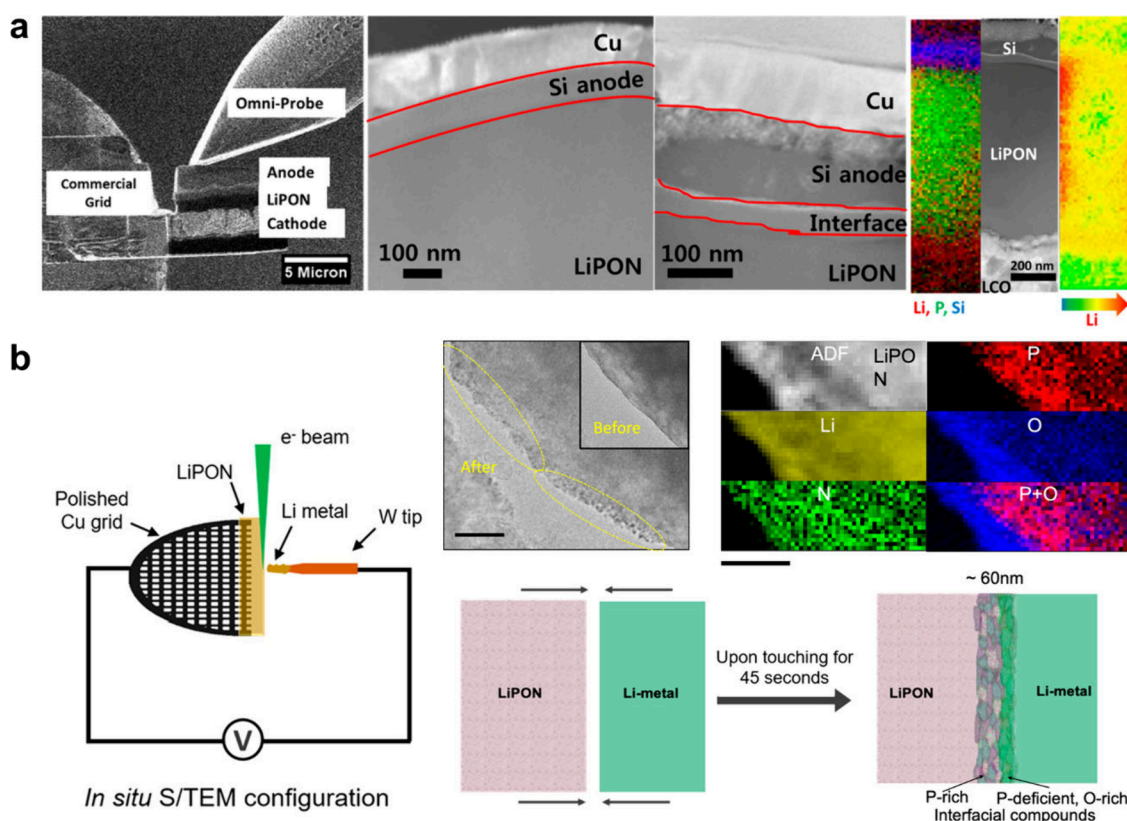 a
Omni-Probe
Commercial
Grid
Anode
LiPON
Cathode
5 Micron
Cu
Si anode
100 nm
LiPON
Cu
Si anode
Interface
100 nm
LiPON
Li, P, Si
Si
LiPON
200 nm
LCO
Li
b
e- beam
LiPON
Polished
Cu grid
Li metal
W tip
V
In situ S/TEM configuration
Before
After
ADF
LiPO
N
P
Li
O
N
P+O
LiPON
Li-metal
Upon touching for
45 seconds
~ 60nm
LiPON
Li-metal
P-rich
P-deficient, O-rich
Interfacial compounds